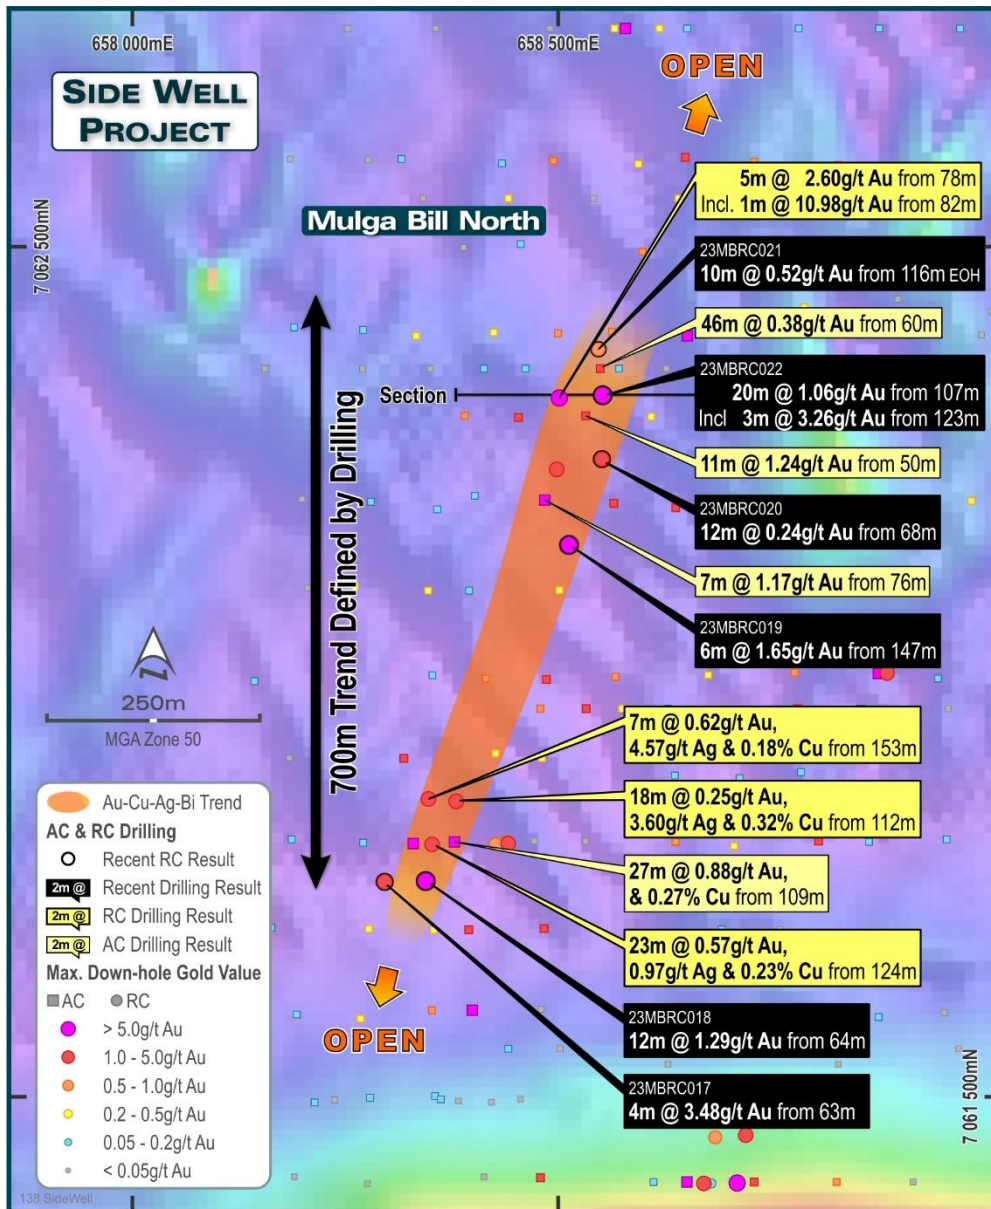 658 000mE
658 500mE
SIDE WELL
PROJECT
OPEN
7 062 500mN
Mulga Bill North
5m @ 2.60g/t Au from 78m
Incl. 1m @ 10.98g/t Au from 82m
23MBRC021
10m @ 0.52g/t Au from 116m EOH
46m @ 0.38g/t Au from 60m
Section
23MBRC022
20m @ 1.06g/t Au from 107m
Incl 3m @ 3.26g/t Au from 123m
11m @ 1.24g/t Au from 50m
23MBRC020
12m @ 0.24g/t Au from 68m
700m Trend Defined by Drilling
7m @ 1.17g/t Au from 76m
23MBRC019
6m @ 1.65g/t Au from 147m
N
250m
MGA Zone 50
7m @ 0.62g/t Au,
4.57g/t Ag & 0.18% Cu from 153m
18m @ 0.25g/t Au,
3.60g/t Ag & 0.32% Cu from 112m
27m @ 0.88g/t Au,
& 0.27% Cu from 109m
23m @ 0.57g/t Au,
0.97g/t Ag & 0.23% Cu from 124m
23MBRC018
12m @ 1.29g/t Au from 64m
23MBRC017
4m @ 3.48g/t Au from 63m
OPEN
7 061 500mN
Au-Cu-Ag-Bi Trend
AC & RC Drilling
Recent RC Result
2m @ Recent Drilling Result
2m @ RC Drilling Result
2m @ AC Drilling Result
Max. Down-hole Gold Value
AC RC
> 5.0g/t Au
1.0 - 5.0g/t Au
0.5 - 1.0g/t Au
0.2 - 0.5g/t Au
0.05 - 0.2g/t Au
< 0.05g/t Au
138 SideWell